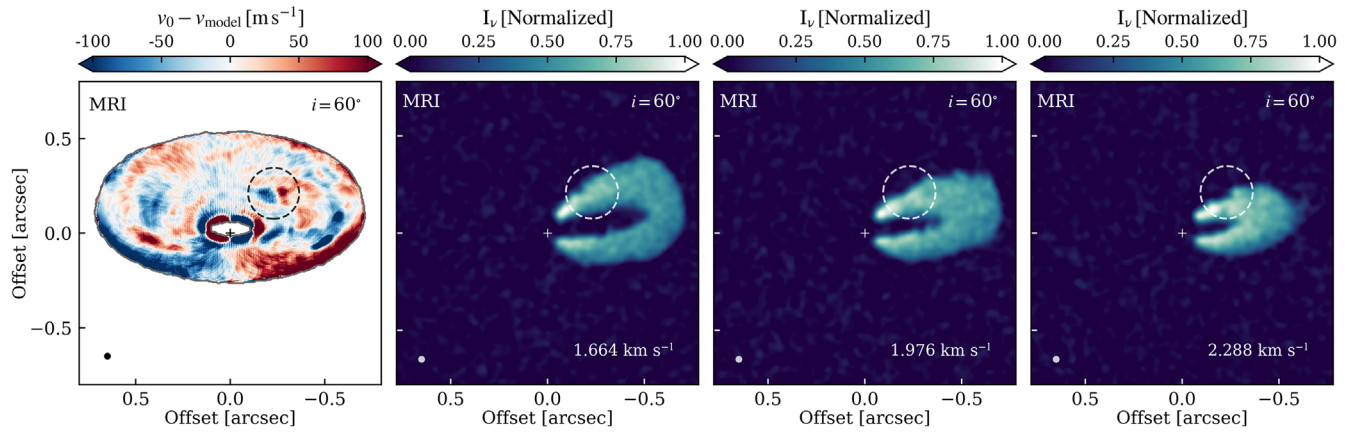 v₀ − v_model [m s⁻¹]
-100 -50 0 50 100
I_ν [Normalized]
0.00 0.25 0.50 0.75 1.00
I_ν [Normalized]
0.00 0.25 0.50 0.75 1.00
I_ν [Normalized]
0.00 0.25 0.50 0.75 1.00
MRI i = 60°
MRI i = 60°
MRI i = 60°
MRI i = 60°
Offset [arcsec]
0.5
0.0
−0.5
1.664 km s⁻¹
1.976 km s⁻¹
2.288 km s⁻¹
0.5 0.0 −0.5
Offset [arcsec]
0.5 0.0 −0.5
Offset [arcsec]
0.5 0.0 −0.5
Offset [arcsec]
0.5 0.0 −0.5
Offset [arcsec]